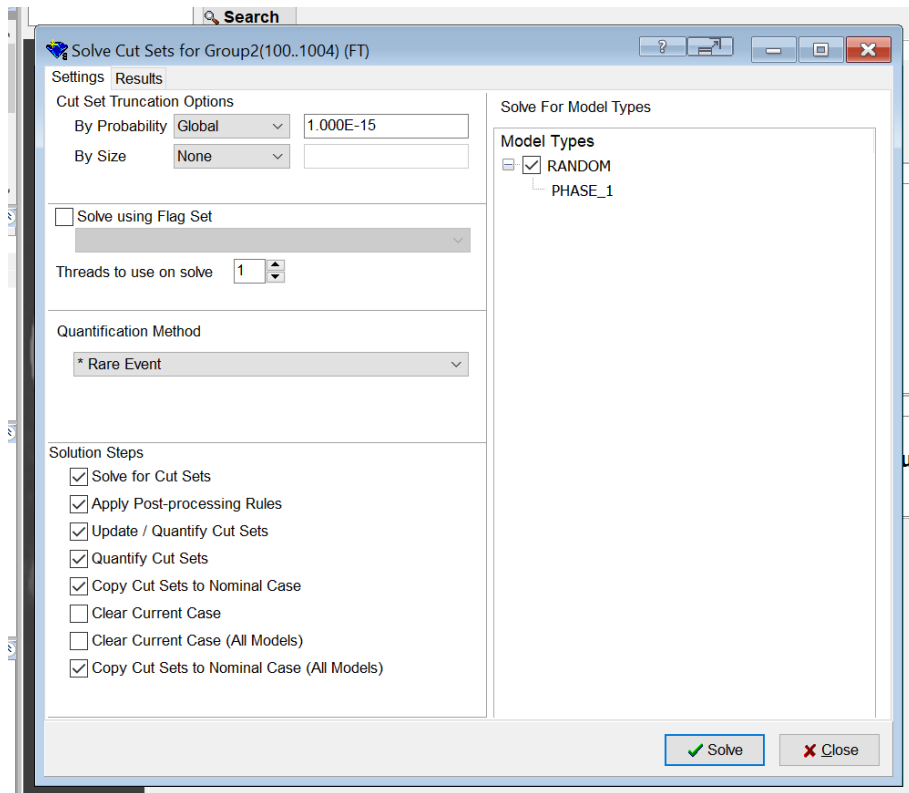 Search
Solve Cut Sets for Group2(100..1004) (FT)
?
Settings Results
Cut Set Truncation Options
By Probability Global 1.000E-15
By Size None
Solve using Flag Set
Threads to use on solve 1
Quantification Method
* Rare Event
Solution Steps
Solve for Cut Sets
Apply Post-processing Rules
Update / Quantify Cut Sets
Quantify Cut Sets
Copy Cut Sets to Nominal Case
Clear Current Case
Clear Current Case (All Models)
Copy Cut Sets to Nominal Case (All Models)
Solve For Model Types
Model Types
RANDOM
PHASE_1
Solve Close